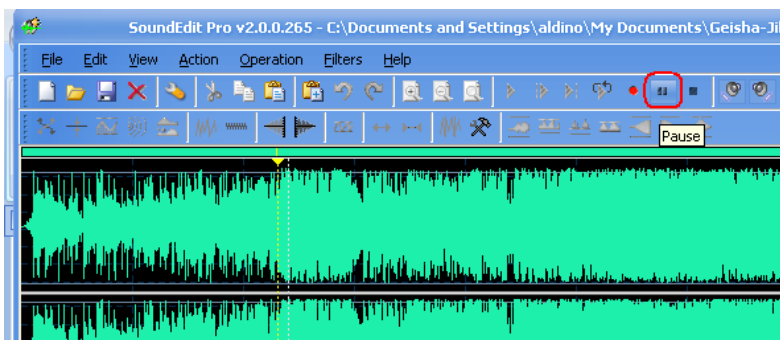 SoundEdit Pro v2.0.0.265 - C:\Documents and Settings\aldino\My Documents\Geisha-Jil
File Edit View Action Operation Filters Help
Pause